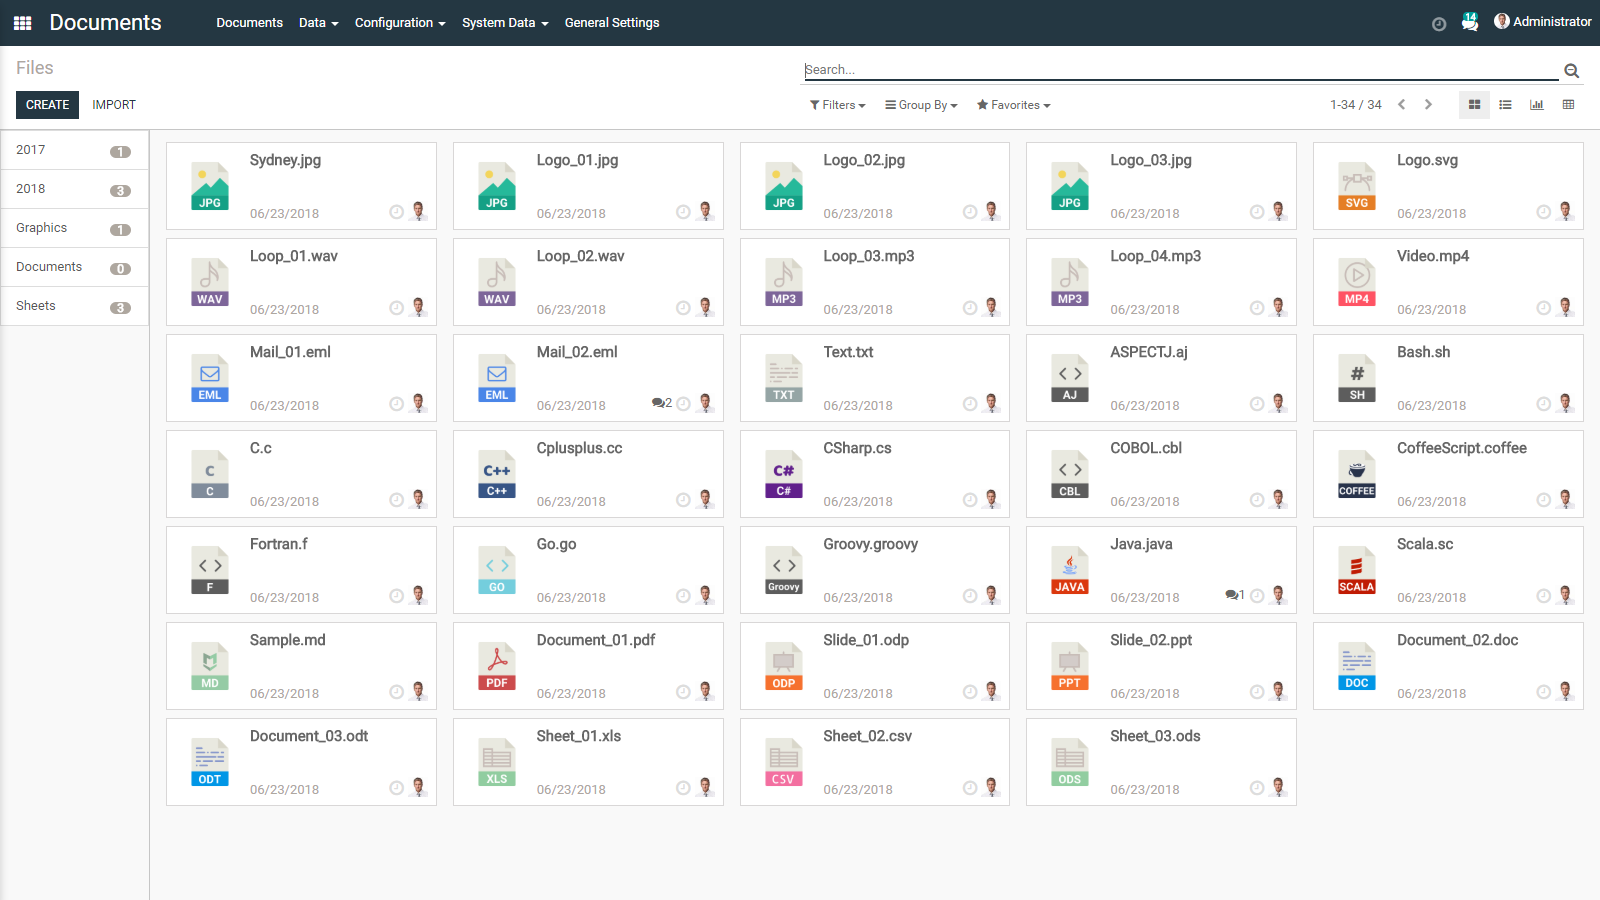 Documents Documents Data Configuration System Data General Settings 14 Administrator
Files
Search...
CREATE IMPORT Filters Group By Favorites 1-34 / 34
2017 1
2018 3
Graphics 1
Documents 0
Sheets 3
Sydney.jpg Logo_01.jpg Logo_02.jpg Logo_03.jpg Logo.svg
JPG JPG JPG JPG SVG
06/23/2018 06/23/2018 06/23/2018 06/23/2018 06/23/2018
Loop_01.wav Loop_02.wav Loop_03.mp3 Loop_04.mp3 Video.mp4
WAV WAV MP3 MP3 MP4
06/23/2018 06/23/2018 06/23/2018 06/23/2018 06/23/2018
Mail_01.eml Mail_02.eml Text.txt ASPECTJ.aj Bash.sh
#
EML EML TXT AJ SH
06/23/2018 06/23/2018 2 06/23/2018 06/23/2018 06/23/2018
C.c Cplusplus.cc CSharp.cs COBOL.cbl CoffeeScript.coffee
C C++ C# < >
C C++ C# CBL COFFEE
06/23/2018 06/23/2018 06/23/2018 06/23/2018 06/23/2018
Fortran.f Go.go Groovy.groovy Java.java Scala.sc
F GO Groovy JAVA SCALA
06/23/2018 06/23/2018 06/23/2018 06/23/2018 1 06/23/2018
Sample.md Document_01.pdf Slide_01.odp Slide_02.ppt Document_02.doc
MD PDF ODP PPT DOC
06/23/2018 06/23/2018 06/23/2018 06/23/2018 06/23/2018
Document_03.odt Sheet_01.xls Sheet_02.csv Sheet_03.ods
ODT XLS CSV ODS
06/23/2018 06/23/2018 06/23/2018 06/23/2018